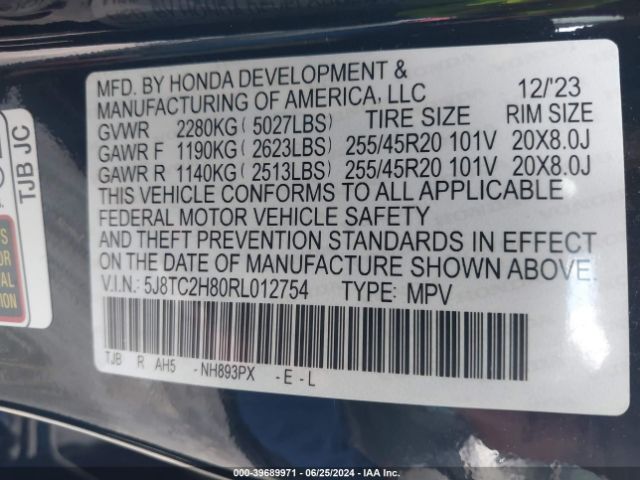 MFD. BY HONDA DEVELOPMENT &
MANUFACTURING OF AMERICA, LLC 12/'23
GVWR 2280KG ( 5027LBS) TIRE SIZE RIM SIZE
GAWR F 1190KG ( 2623LBS) 255/45R20 101V 20X8.0J
GAWR R 1140KG ( 2513LBS) 255/45R20 101V 20X8.0J
THIS VEHICLE CONFORMS TO ALL APPLICABLE
FEDERAL MOTOR VEHICLE SAFETY
AND THEFT PREVENTION STANDARDS IN EFFECT
ON THE DATE OF MANUFACTURE SHOWN ABOVE.
V.I.N.: 5J8TC2H80RL012754 TYPE: MPV
TJB R AH5 -NH893PX -E-L
TJB JC
000-39689971 - 06/25/2024 - IAA Inc.